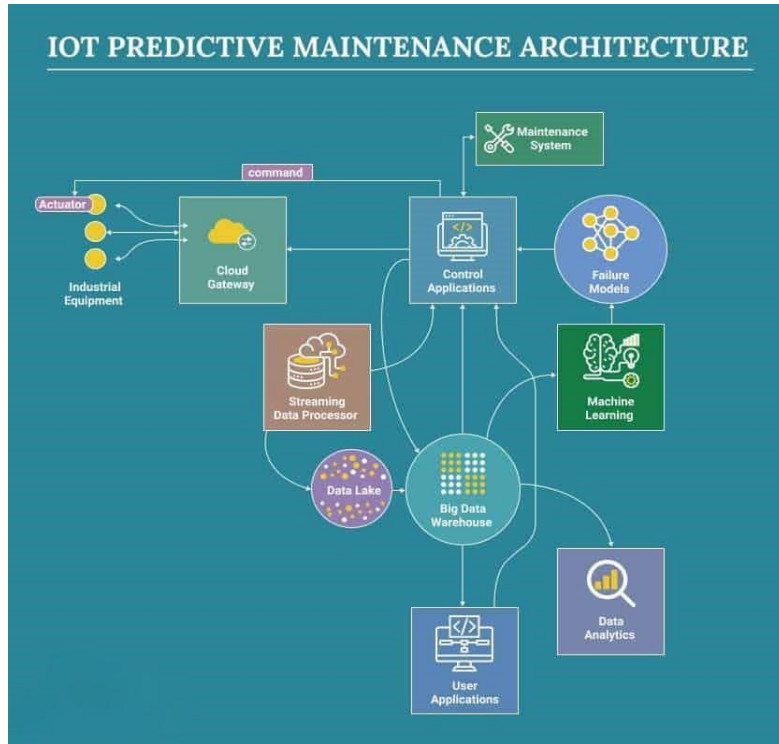 IOT PREDICTIVE MAINTENANCE ARCHITECTURE
Maintenance
System
command
Actuator
Industrial
Equipment
Cloud
Gateway
</>
Control
Applications
Failure
Models
Streaming
Data Processor
Machine
Learning
Data Lake
Big Data
Warehouse
</>
User
Applications
Data
Analytics